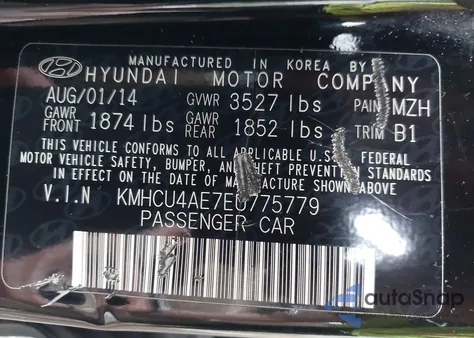 MANUFACTURED IN KOREA BY
HYUNDAI MOTOR COMPANY
AUG/01/14 GVWR 3527 lbs PAINT MZH
GAWR FRONT 1874 lbs GAWR REAR 1852 lbs TRIM B1
THIS VEHICLE CONFORMS TO ALL APPLICABLE U.S. FEDERAL
MOTOR VEHICLE SAFETY, BUMPER, AND THEFT PREVENTION STANDARDS
IN EFFECT ON THE DATE OF MANUFACTURE SHOWN ABOVE.
V.I.N KMHCU4AE7EU775779
PASSENGER CAR
autoSnap